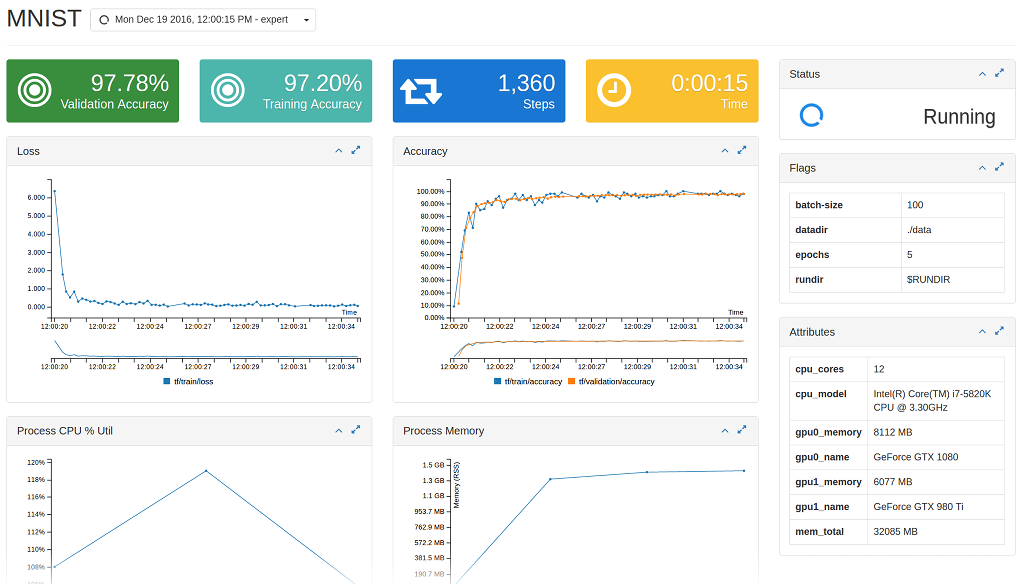 MNIST
Mon Dec 19 2016, 12:00:15 PM - expert
97.78%
Validation Accuracy
97.20%
Training Accuracy
1,360
Steps
0:00:15
Time
Status
Running
Loss
6.000
5.000
4.000
3.000
2.000
1.000
0.000
Time
12:00:20 12:00:22 12:00:24 12:00:27 12:00:29 12:00:31 12:00:34
12:00:20 12:00:22 12:00:24 12:00:27 12:00:29 12:00:31 12:00:34
tf/train/loss
Accuracy
100.00%
90.00%
80.00%
70.00%
60.00%
50.00%
40.00%
30.00%
20.00%
10.00%
0.00%
Time
12:00:20 12:00:22 12:00:24 12:00:27 12:00:29 12:00:31 12:00:34
12:00:20 12:00:22 12:00:24 12:00:27 12:00:29 12:00:31 12:00:34
tf/train/accuracy tf/validation/accuracy
Flags
batch-size 100
datadir ./data
epochs 5
rundir $RUNDIR
Attributes
cpu_cores 12
cpu_model Intel(R) Core(TM) i7-5820K
CPU @ 3.30GHz
gpu0_memory 8112 MB
gpu0_name GeForce GTX 1080
gpu1_memory 6077 MB
gpu1_name GeForce GTX 980 Ti
mem_total 32085 MB
Process CPU % Util
120%
118%
116%
114%
112%
110%
108%
Process Memory
Memory (RSS)
1.5 GB
1.3 GB
1.1 GB
953.7 MB
762.9 MB
572.2 MB
381.5 MB
190.7 MB